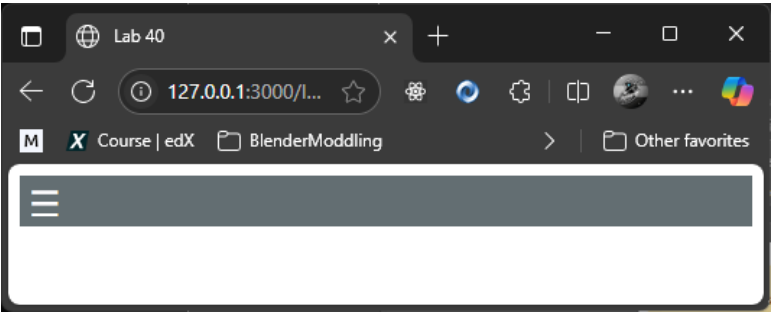 Lab 40
127.0.0.1:3000/l...
M X Course | edX BlenderModdling Other favorites